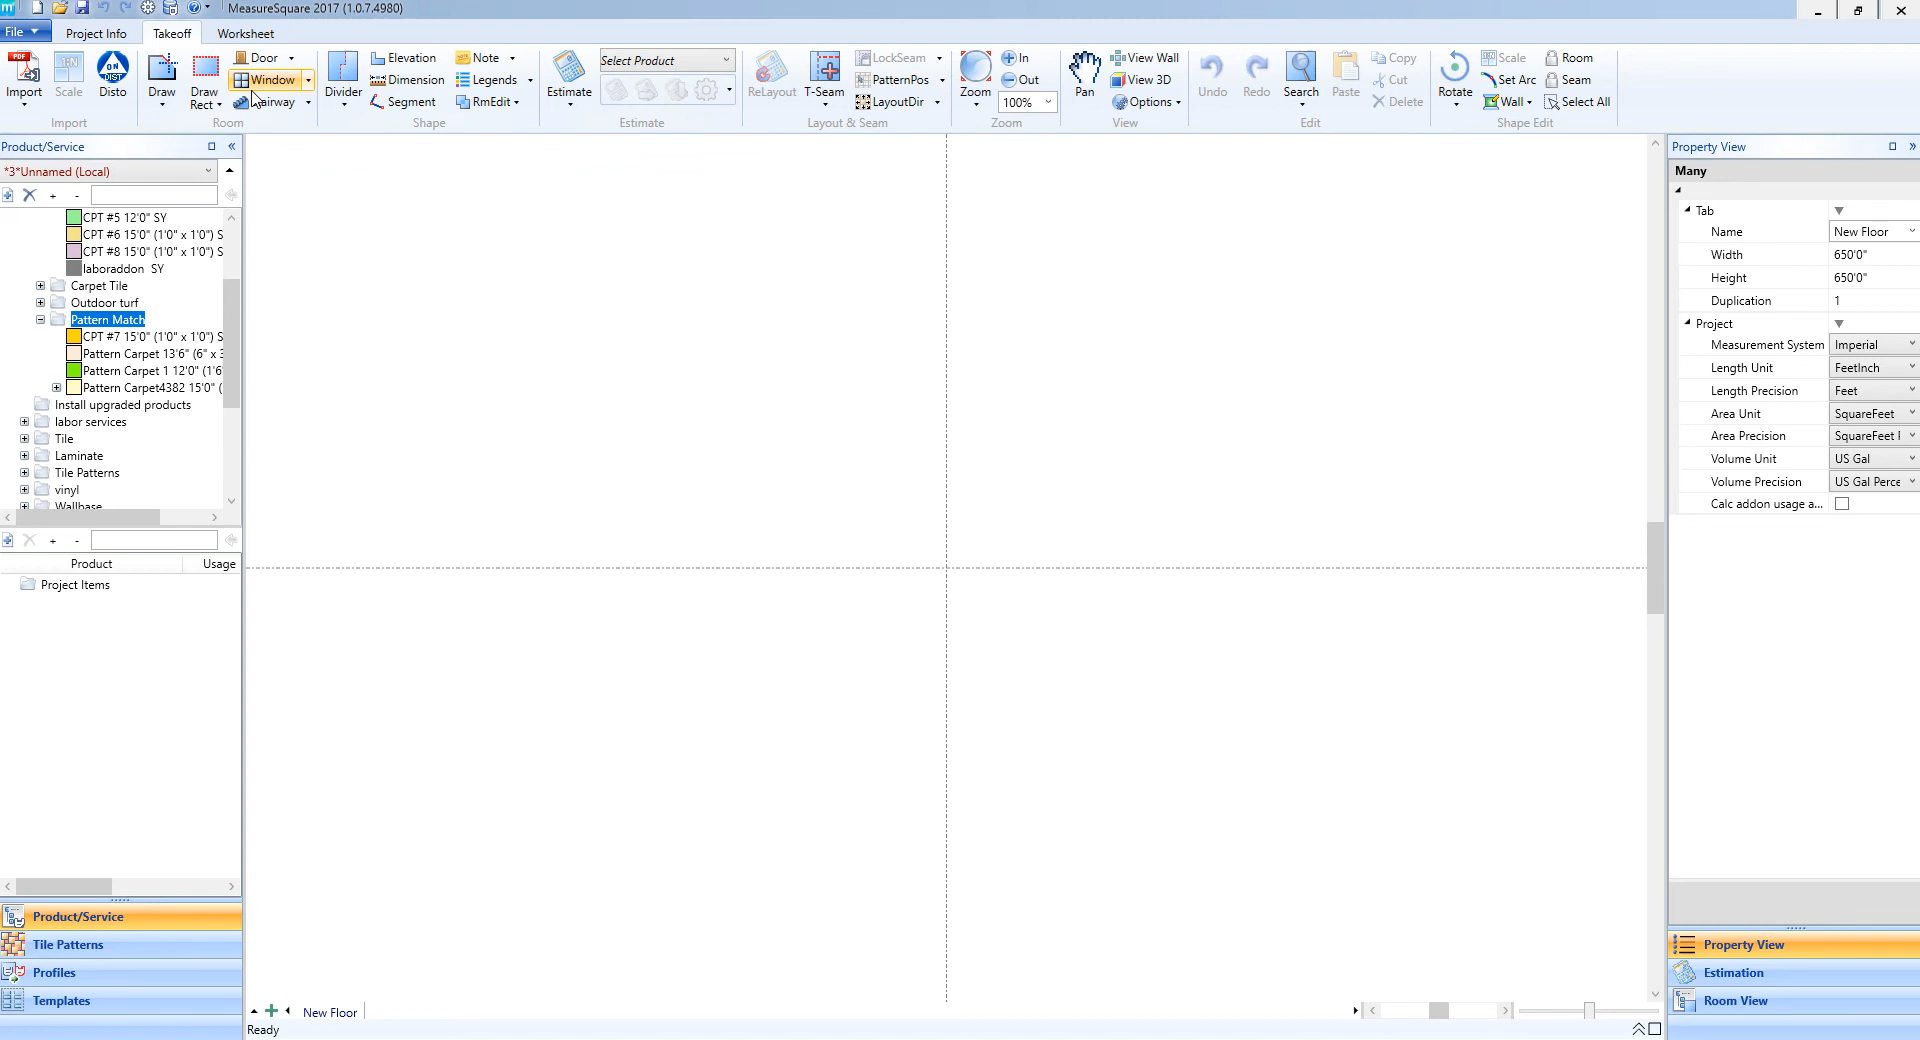 MeasureSquare 2017 (1.0.7.4980)
File
Project Info
Takeoff
Worksheet
Import
Scale
Disto
Import
Draw
Draw Rect
Door
Window
airway
Room
Divider
Elevation
Dimension
Segment
Note
Legends
RmEdit
Shape
Estimate
Select Product
Estimate
ReLayout
T-Seam
LockSeam
PatternPos
LayoutDir
Layout & Seam
Zoom
In
Out
100%
Zoom
Pan
View Wall
View 3D
Options
View
Undo
Redo
Search
Paste
Copy
Cut
Delete
Edit
Rotate
Scale
Set Arc
Wall
Room
Seam
Select All
Shape Edit
Product/Service
*3*Unnamed (Local)
CPT #5 12'0" SY
CPT #6 15'0" (1'0" x 1'0") S
CPT #8 15'0" (1'0" x 1'0") S
laboraddon SY
Carpet Tile
Outdoor turf
Pattern Match
CPT #7 15'0" (1'0" x 1'0") S
Pattern Carpet 13'6" (6" x 3
Pattern Carpet 1 12'0" (1'6
Pattern Carpet4382 15'0" (
Install upgraded products
labor services
Tile
Laminate
Tile Patterns
vinyl
Wallbase
Product Usage
Project Items
Product/Service
Tile Patterns
Profiles
Templates
New Floor
Ready
Property View
Many
Tab
Name New Floor
Width 650'0"
Height 650'0"
Duplication 1
Project
Measurement System Imperial
Length Unit FeetInch
Length Precision Feet
Area Unit SquareFeet
Area Precision SquareFeet
Volume Unit US Gal
Volume Precision US Gal Perce
Calc addon usage a...
Property View
Estimation
Room View